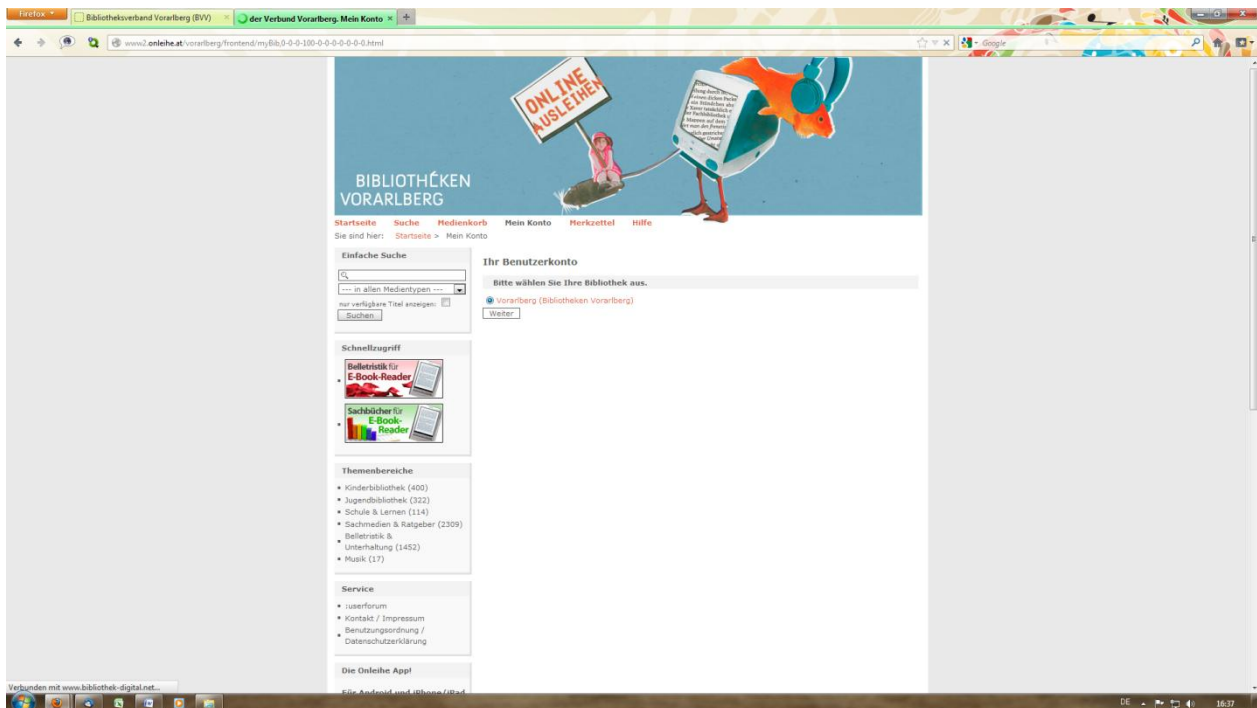 Firefox
Bibliotheksverband Vorarlberg (BVV)
der Verbund Vorarlberg. Mein Konto
www2.onleihe.at/vorarlberg/frontend/myBib,0-0-0-100-0-0-0-0-0-0-0.html
Google
ONLINE
AUSLEIHEN
BIBLIOTHÉKEN
VORARLBERG
Startseite Suche Medienkorb Mein Konto Merkzettel Hilfe
Sie sind hier: Startseite > Mein Konto
Einfache Suche
--- in allen Medientypen ---
nur verfügbare Titel anzeigen:
Suchen
Ihr Benutzerkonto
Bitte wählen Sie Ihre Bibliothek aus.
Vorarlberg (Bibliotheken Vorarlberg)
Weiter
Schnellzugriff
Belletristik für
E-Book-Reader
Sachbücher für
E-Book-
Reader
Themenbereiche
Kinderbibliothek (400)
Jugendbibliothek (322)
Schule & Lernen (114)
Sachmedien & Ratgeber (2309)
Belletristik &
Unterhaltung (1452)
Musik (17)
Service
:userforum
Kontakt / Impressum
Benutzungsordnung /
Datenschutzerklärung
Die Onleihe App!
Für Android und iPhone/iPad
Verbunden mit www.bibliothek-digital.net...
DE
16:37